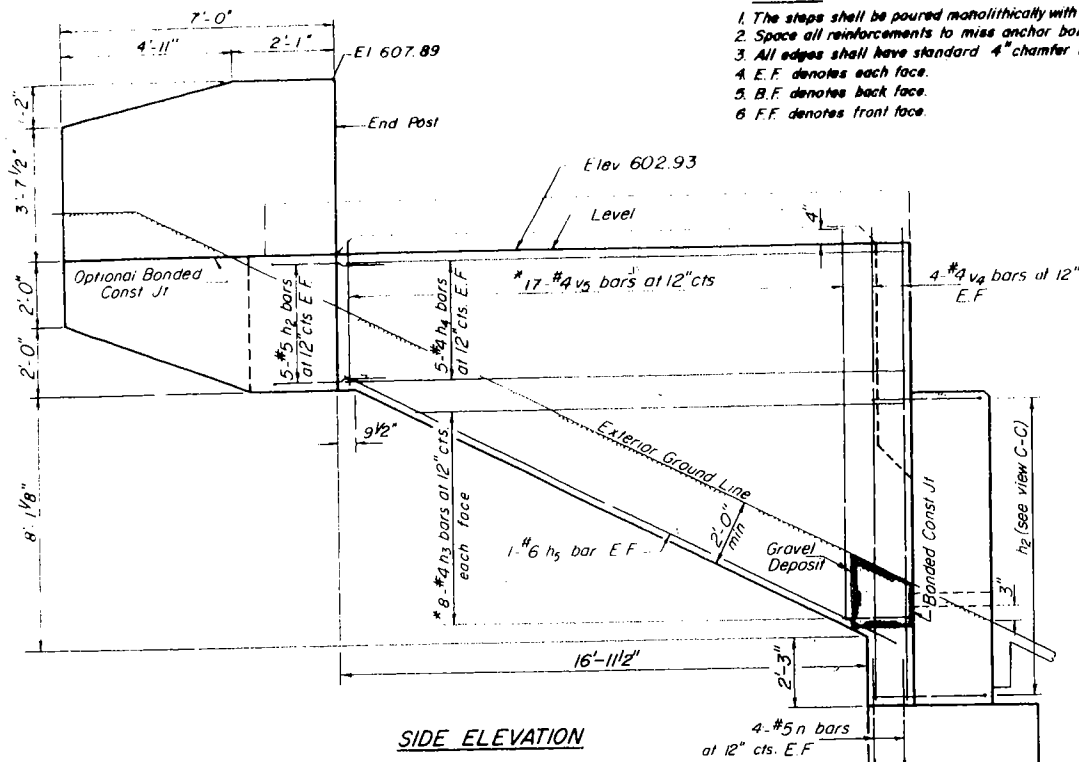 1. The steps shall be poured monolithically with
2. Space all reinforcements to miss anchor
3. All edges shall have standard 4" chamfer
4. E.F. denotes each face.
5. B.F. denotes back face.
6 F.F. denotes front face.
7'-0"
4'-11"
2'-1"
El 607.89
1'-2"
End Post
3'-7 1/2"
Elev 602.93
Level
4"
Optional Bonded
Const Jt
2'-0"
2'-0"
5-#5 h2 bars
at 12" cts E.F
5-#4 h4 bars
at 12" cts. E.F
* 17-#4 v5 bars at 12" cts
4-#4 v4 bars at 12"
E.F
9 1/2"
8'-1 1/8"
* 8-#4 h3 bars at 12" cts.
each face
Exterior Ground Line
1-#6 h5 bar E F
2'-0"
min
Gravel
Deposit
Bonded Const Jt
h2 (see view C-C)
3"
16'-11 1/2"
2'-3"
SIDE ELEVATION
4-#5 n bars
at 12" cts. E.F